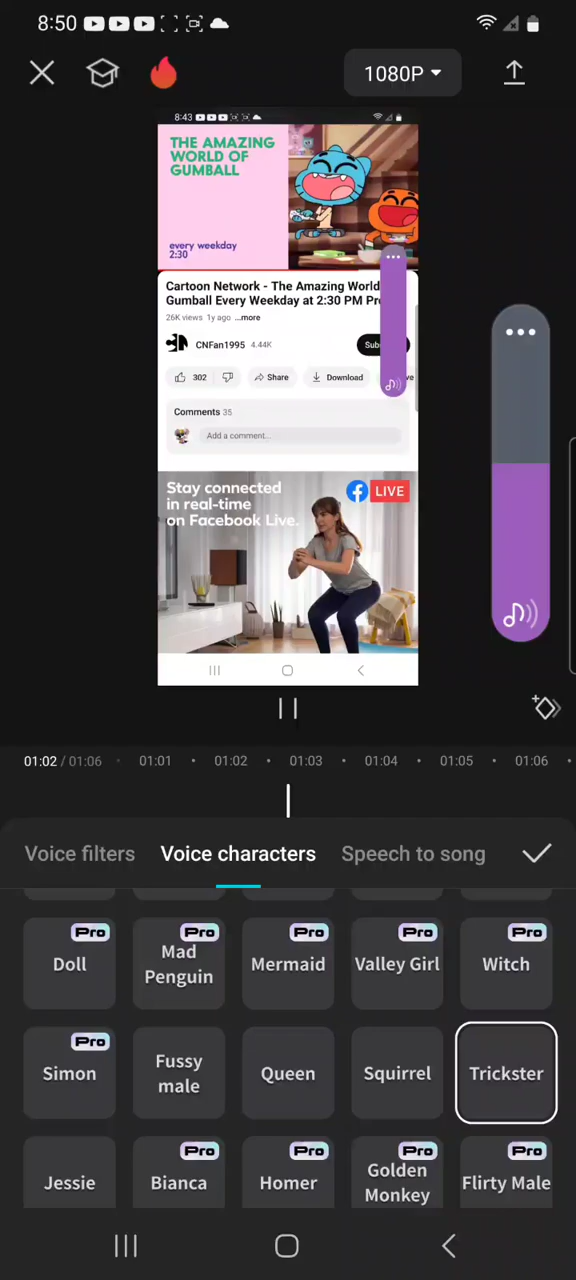 8:50
1080P
8:43
THE AMAZING
WORLD OF
GUMBALL
every weekday
2:30
Cartoon Network - The Amazing World
Gumball Every Weekday at 2:30 PM Pr
26K views 1y ago ...more
CNFan1995 4.44K
Sub
302
Share
Download
ve
Comments 35
Add a comment...
Stay connected
in real-time
on Facebook Live.
LIVE
01:02 / 01:06
01:01
01:02
01:03
01:04
01:05
01:06
Voice filters
Voice characters
Speech to song
Pro
Pro
Pro
Pro
Pro
Doll
Mad
Penguin
Mermaid
Valley Girl
Witch
Pro
Simon
Fussy
male
Queen
Squirrel
Trickster
Pro
Pro
Pro
Pro
Jessie
Bianca
Homer
Golden
Monkey
Flirty Male